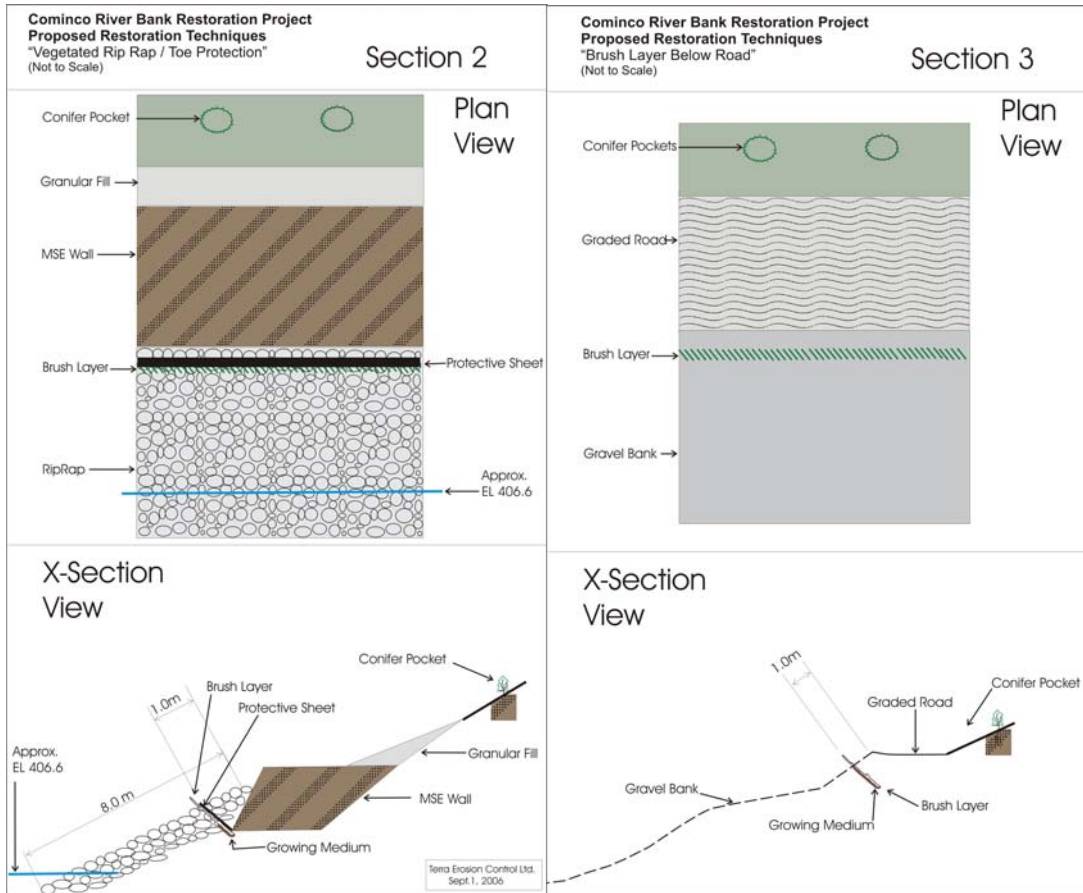 Cominco River Bank Restoration Project
Proposed Restoration Techniques
“Vegetated Rip Rap / Toe Protection”
(Not to Scale)
Section 2
Plan
View
Conifer Pocket
Granular Fill
MSE Wall
Brush Layer
Protective Sheet
RipRap
Approx.
EL 406.6
X-Section
View
Conifer Pocket
Brush Layer
1.0m
Protective Sheet
Approx.
EL 406.6
8.0 m
Granular Fill
MSE Wall
Growing Medium
Terra Erosion Control Ltd.
Sept.1, 2006
Cominco River Bank Restoration Project
Proposed Restoration Techniques
“Brush Layer Below Road”
(Not to Scale)
Section 3
Plan
View
Conifer Pockets
Graded Road
Brush Layer
Gravel Bank
X-Section
View
1.0m
Conifer Pocket
Graded Road
Gravel Bank
Brush Layer
Growing Medium